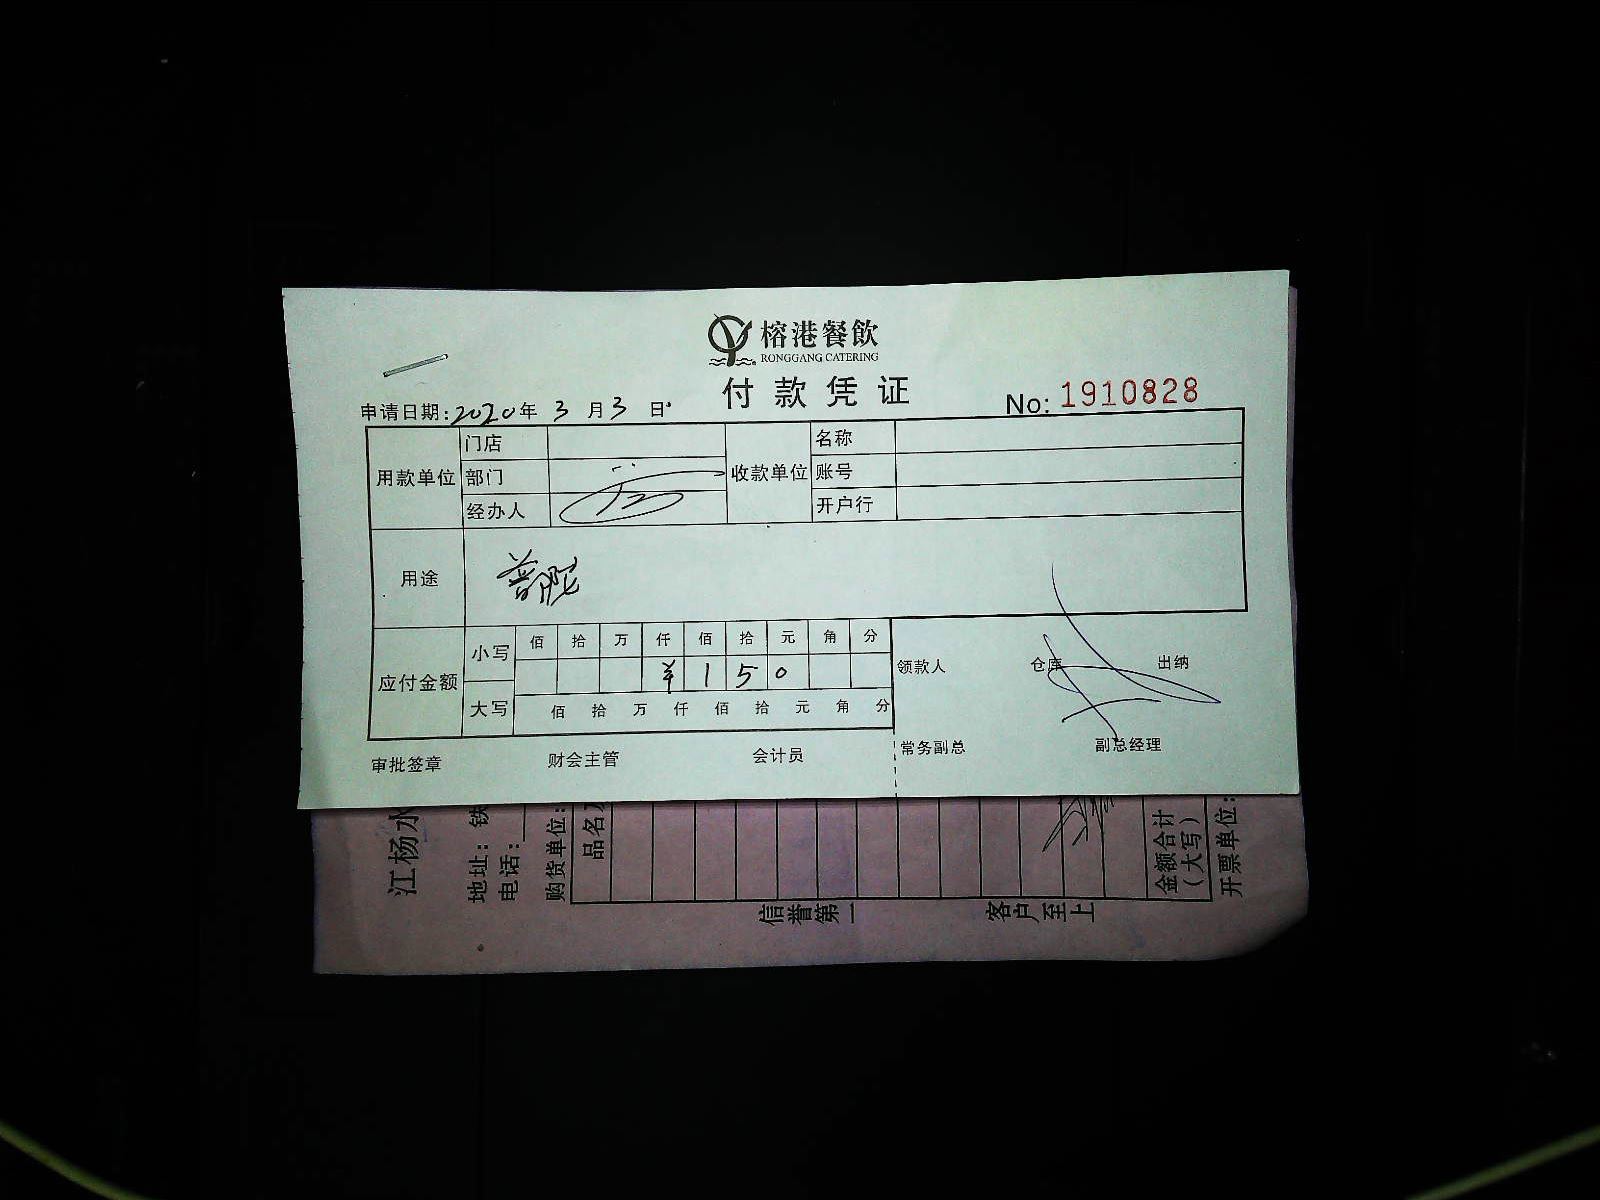 榕港餐飲
RONGGANG CATERING
付款凭证
No: 1910828
申请日期: 2020年 3月3日
用款单位 门店 收款单位 名称
部门 账号
经办人 开户行
用途
应付金额 小写 佰 拾 万 仟 佰 拾 元 角 分
¥ 1 5 0
大写 佰 拾 万 仟 佰 拾 元 角 分
领款人 仓库 出纳
审批签章 财会主管 会计员 常务副总 副总经理
江杨水
地址: 铁
电话:
购货单位:
品名
信誉第一
客户至上
金额合计
(大写)
开票单位: